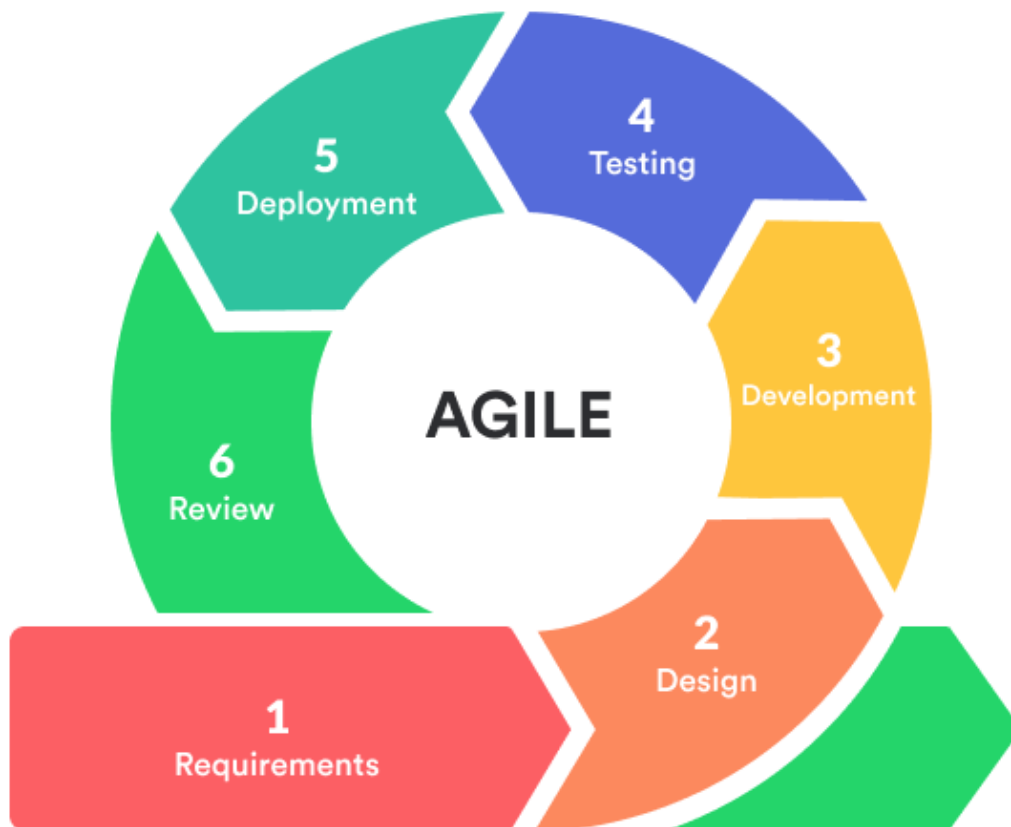 AGILE
1
Requirements
2
Design
3
Development
4
Testing
5
Deployment
6
Review